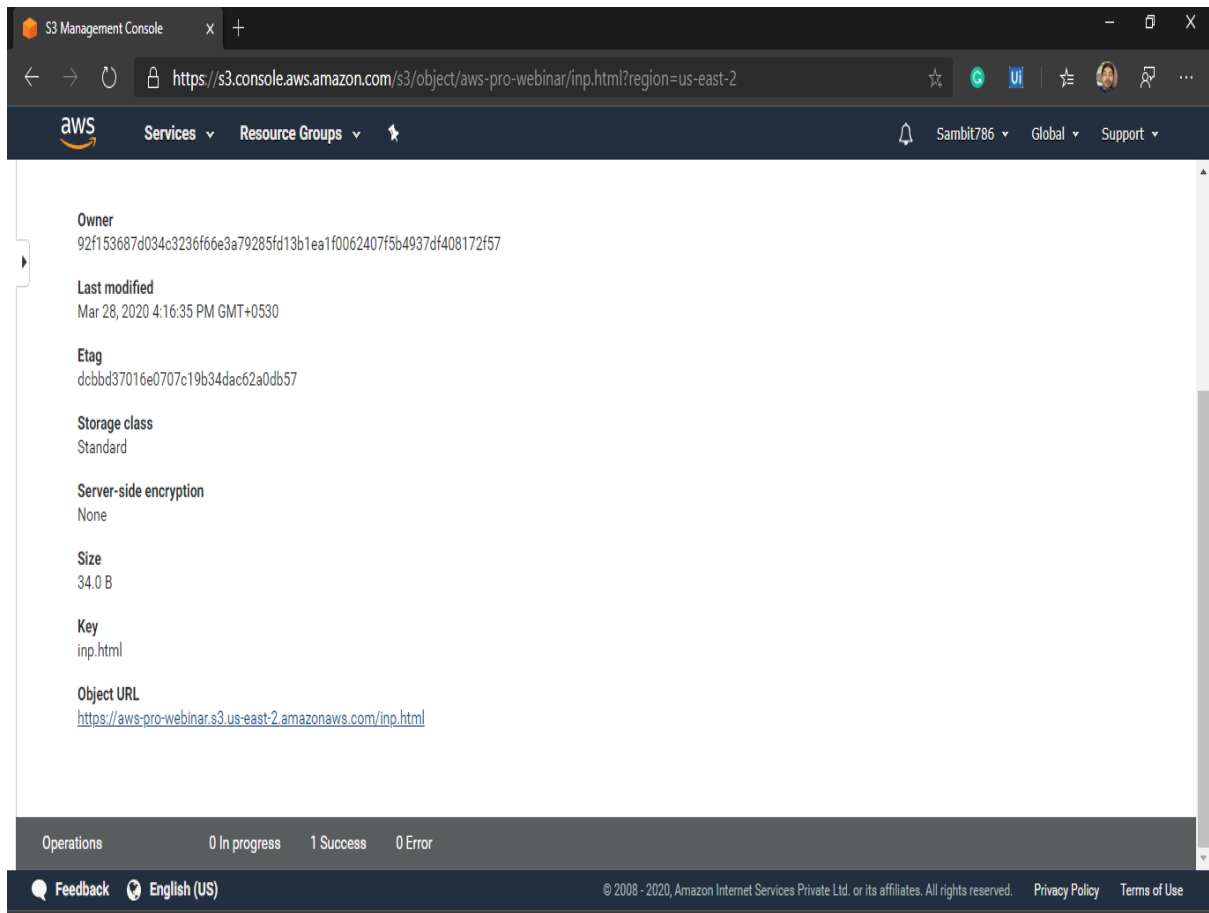 S3 Management Console
https://s3.console.aws.amazon.com/s3/object/aws-pro-webinar/inp.html?region=us-east-2
G
Ui
aws Services Resource Groups Sambit786 Global Support
Owner
92f153687d034c3236f66e3a79285fd13b1ea1f0062407f5b4937df408172f57
Last modified
Mar 28, 2020 4:16:35 PM GMT+0530
Etag
dcbbd37016e0707c19b34dac62a0db57
Storage class
Standard
Server-side encryption
None
Size
34.0 B
Key
inp.html
Object URL
https://aws-pro-webinar.s3.us-east-2.amazonaws.com/inp.html
Operations 0 In progress 1 Success 0 Error
Feedback English (US) © 2008 - 2020, Amazon Internet Services Private Ltd. or its affiliates. All rights reserved. Privacy Policy Terms of Use